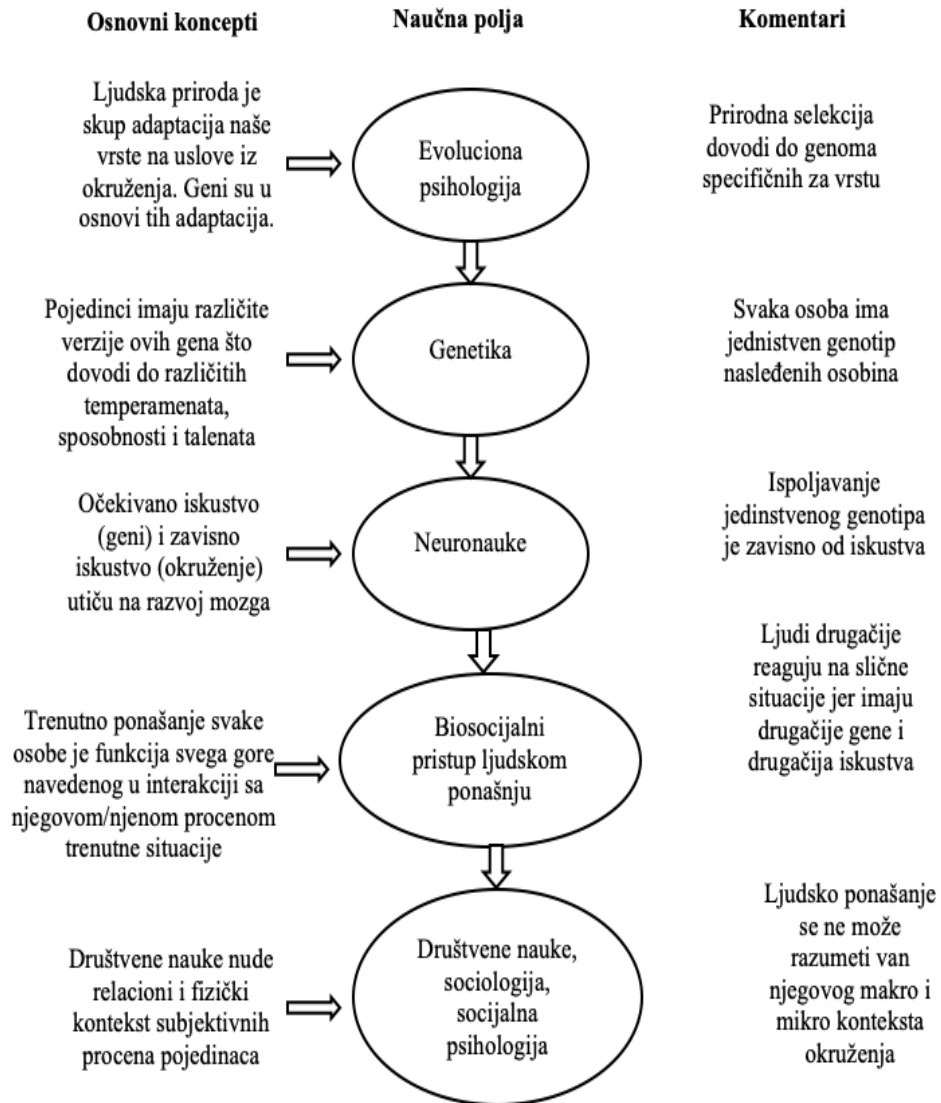 Osnovni koncepti
Naučna polja
Komentari
Ljudska priroda je
skup adaptacija naše
vrste na uslove iz
okruženja. Geni su u
osnovi tih adaptacija.
Evoluciona
psihologija
Prirodna selekcija
dovodi do genoma
specifičnih za vrstu
Pojedinci imaju različite
verzije ovih gena što
dovodi do različitih
temperamenata,
sposobnosti i talenata
Genetika
Svaka osoba ima
jednistven genotip
nasleđenih osobina
Očekivano iskustvo
(geni) i zavisno
iskustvo (okruženje)
utiču na razvoj mozga
Neuronauke
Ispoljavanje
jedinstvenog genotipa
je zavisno od iskustva
Trenutno ponašanje svake
osobe je funkcija svega gore
navedenog u interakciji sa
njegovom/njenom procenom
trenutne situacije
Biosocijalni
pristup ljudskom
ponašnju
Ljudi drugačije
reaguju na slične
situacije jer imaju
drugačije gene i
drugačija iskustva
Društvene nauke nude
relacioni i fizički
kontekst subjektivnih
procena pojedinaca
Društvene nauke,
sociologija,
socijalna
psihologija
Ljudsko ponašanje
se ne može
razumeti van
njegovog makro i
mikro konteksta
okruženja